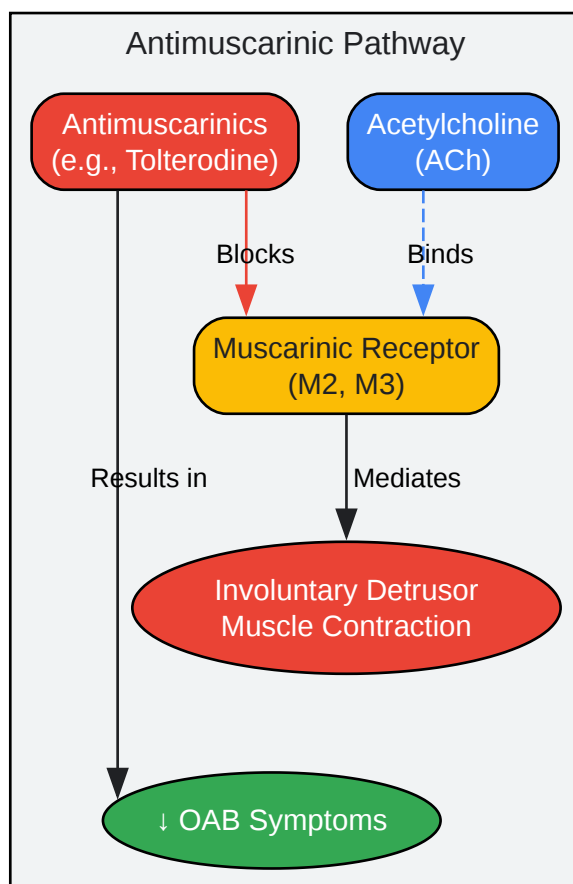 Antimuscarinic Pathway
Antimuscarinics
(e.g., Tolterodine)
Acetylcholine
(ACh)
Blocks
Binds
Muscarinic Receptor
(M2, M3)
Results in
Mediates
Involuntary Detrusor
Muscle Contraction
↓ OAB Symptoms